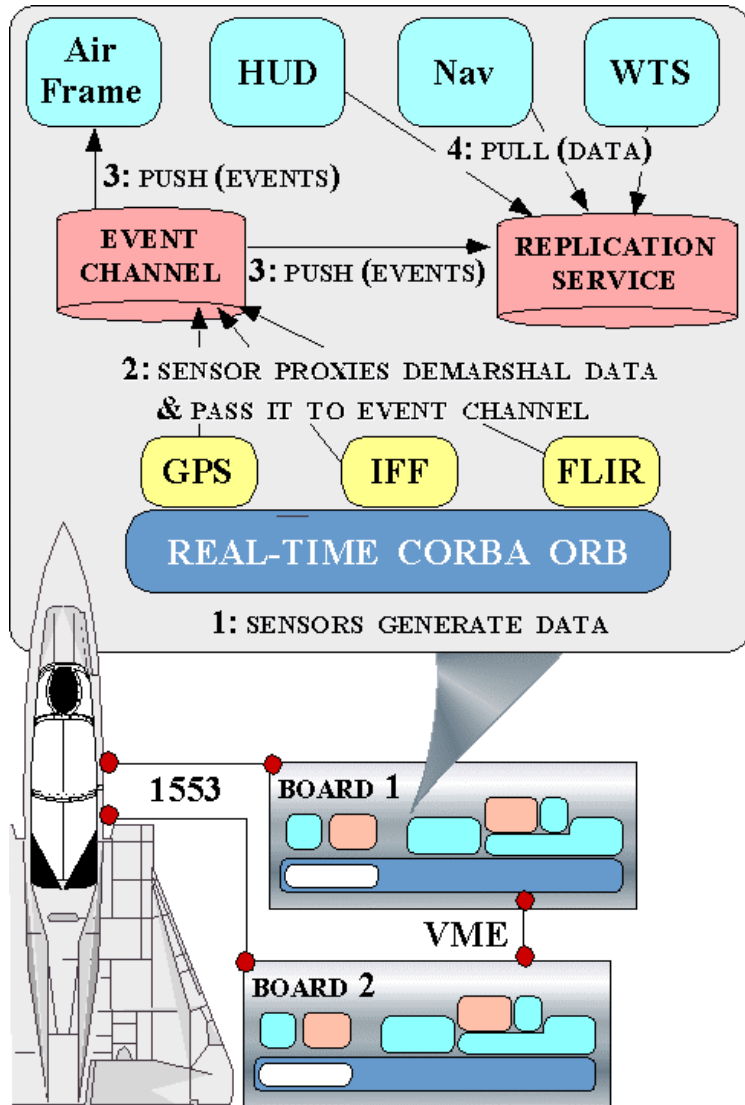 Air
Frame
HUD
Nav
WTS
4: PULL (DATA)
3: PUSH (EVENTS)
EVENT
CHANNEL
3: PUSH (EVENTS)
REPLICATION
SERVICE
2: SENSOR PROXIES DEMARSHAL DATA
& PASS IT TO EVENT CHANNEL
GPS
IFF
FLIR
REAL-TIME CORBA ORB
1: SENSORS GENERATE DATA
1553
BOARD 1
VME
BOARD 2